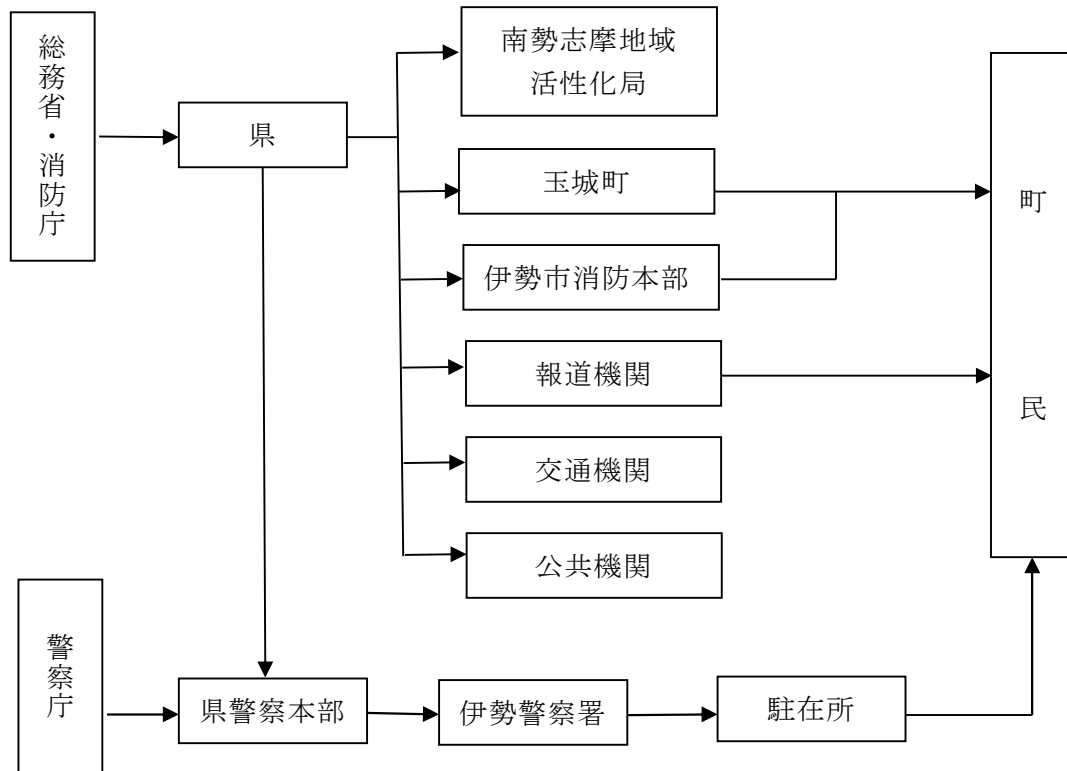 総務省・消防庁
県
南勢志摩地域
活性化局
玉城町
伊勢市消防本部
報道機関
交通機関
公共機関
町民
警察庁
県警察本部
伊勢警察署
駐在所